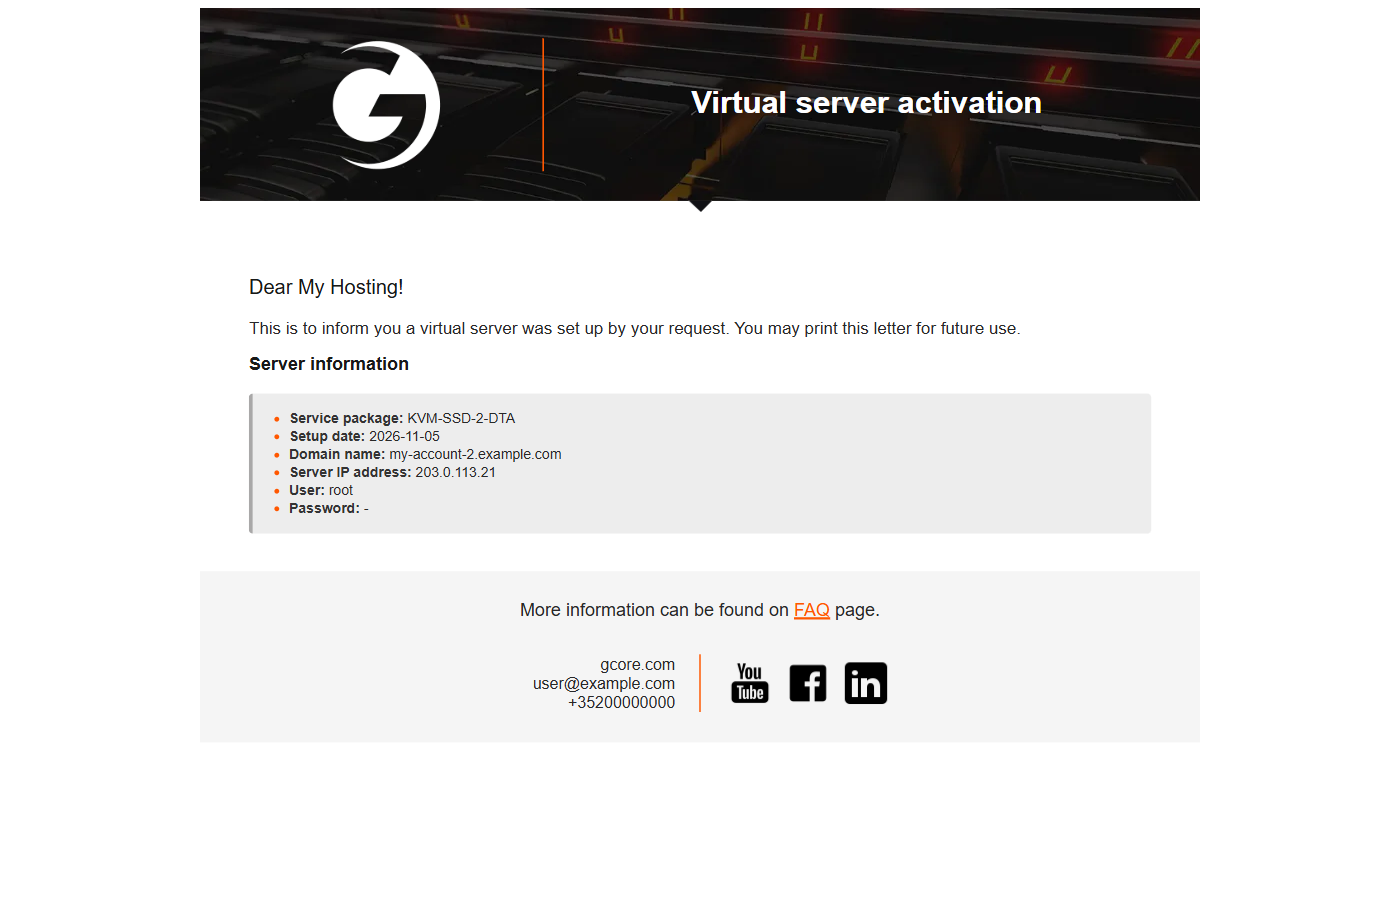 Virtual server activation
Dear My Hosting!
This is to inform you a virtual server was set up by your request. You may print this letter for future use.
Server information
Service package: KVM-SSD-2-DTA
Setup date: 2026-11-05
Domain name: my-account-2.example.com
Server IP address: 203.0.113.21
User: root
Password: -
More information can be found on FAQ page.
gcore.com
user@example.com
+35200000000
You
Tube
f
in